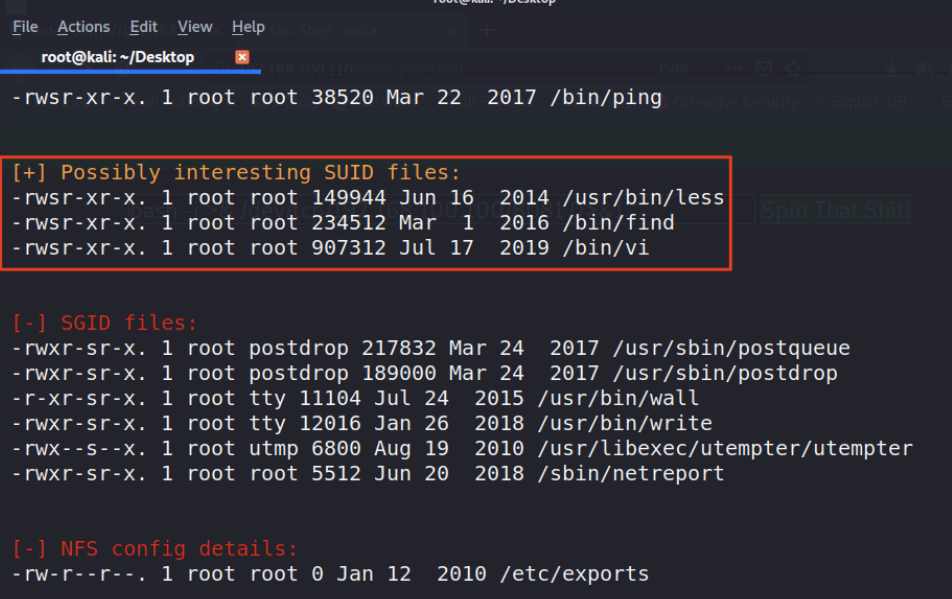 root@kali: ~/Desktop
File Actions Edit View Help
root@kali: ~/Desktop
-rwsr-xr-x. 1 root root 38520 Mar 22 2017 /bin/ping
[+] Possibly interesting SUID files:
-rwsr-xr-x. 1 root root 149944 Jun 16 2014 /usr/bin/less
-rwsr-xr-x. 1 root root 234512 Mar 1 2016 /bin/find
-rwsr-xr-x. 1 root root 907312 Jul 17 2019 /bin/vi
Spin That Shit!
[-] SGID files:
-rwxr-sr-x. 1 root postdrop 217832 Mar 24 2017 /usr/sbin/postqueue
-rwxr-sr-x. 1 root postdrop 189000 Mar 24 2017 /usr/sbin/postdrop
-r-xr-sr-x. 1 root tty 11104 Jul 24 2015 /usr/bin/wall
-rwxr-sr-x. 1 root tty 12016 Jan 26 2018 /usr/bin/write
-rwx--s--x. 1 root utmp 6800 Aug 19 2010 /usr/libexec/utempter/utempter
-rwxr-sr-x. 1 root root 5512 Jun 20 2018 /sbin/netreport
[-] NFS config details:
-rw-r--r--. 1 root root 0 Jan 12 2010 /etc/exports